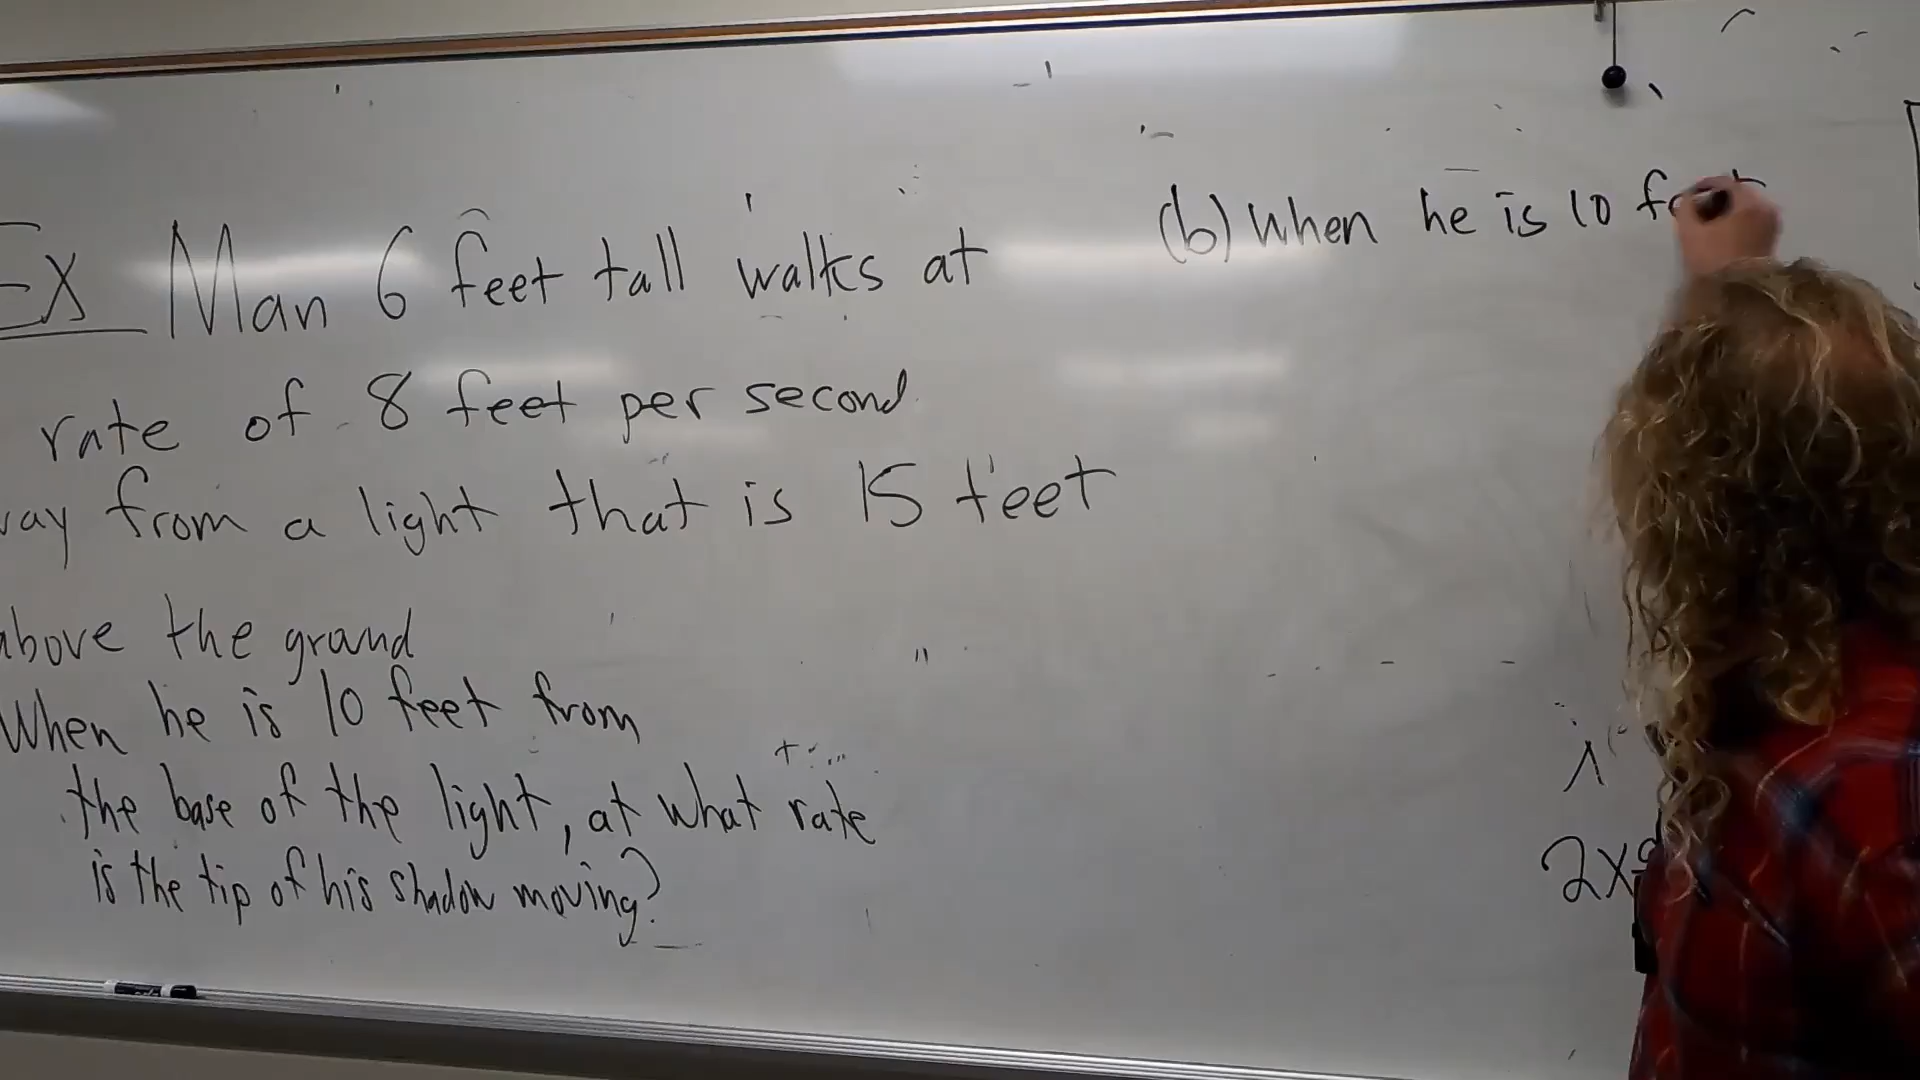 Ex Man 6 feet tall walks at
rate of 8 feet per second
from a light that is 15 feet
above the ground
When he is 10 feet from
the base of the light, at what rate
is the tip of his shadow moving?
(b) When he is 10
2x